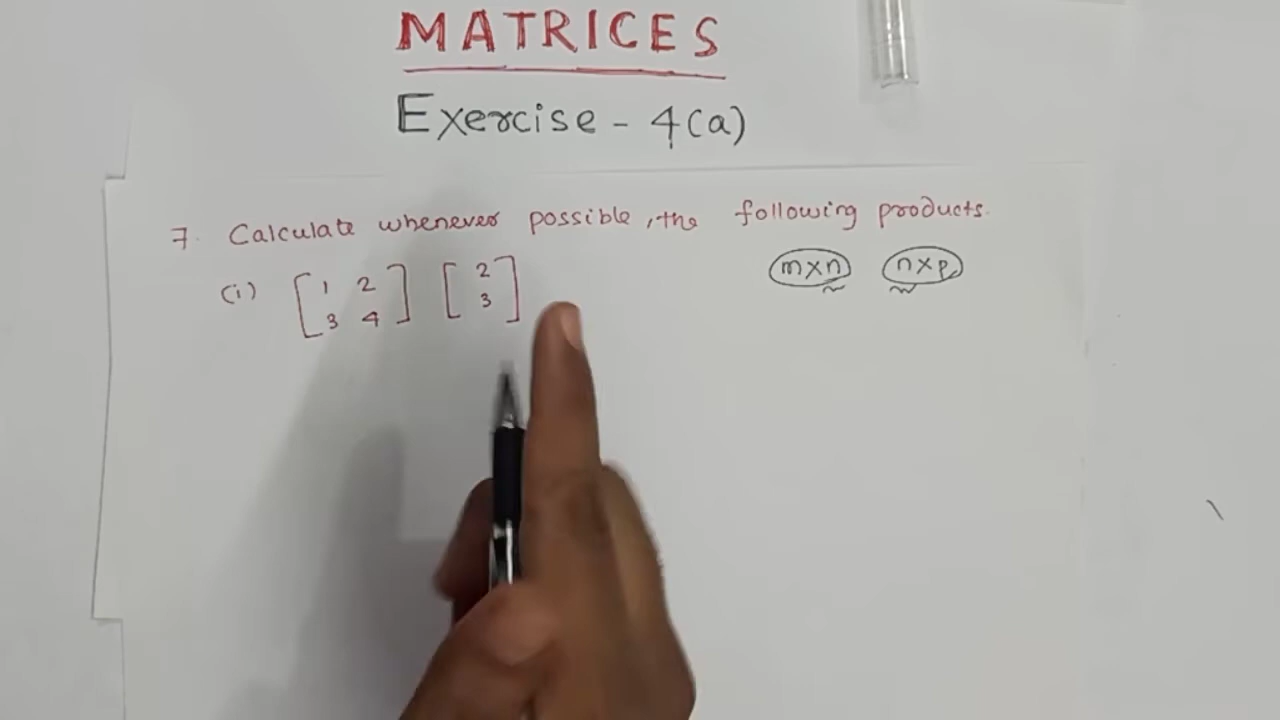 MATRICES
Exercise - 4(a)
7. Calculate whenever possible, the following products.
(i) [ 1 2 ] [ 2 ] m×n n×p
[ 3 4 ] [ 3 ]